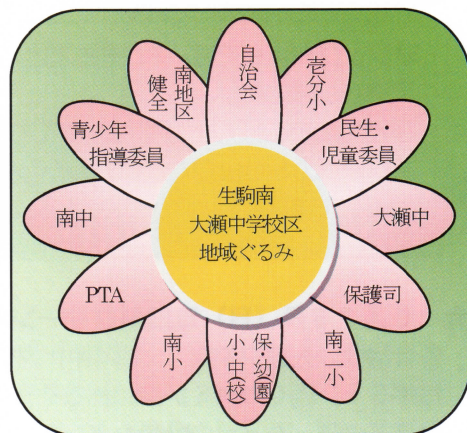 生駒南
大瀬中学校区
地域ぐるみ
自治会
壱分小
民生・
児童委員
大瀬中
保護司
南二小
保・幼(園)
小・中(校)
南小
PTA
南中
青少年
指導委員
南地区
健全